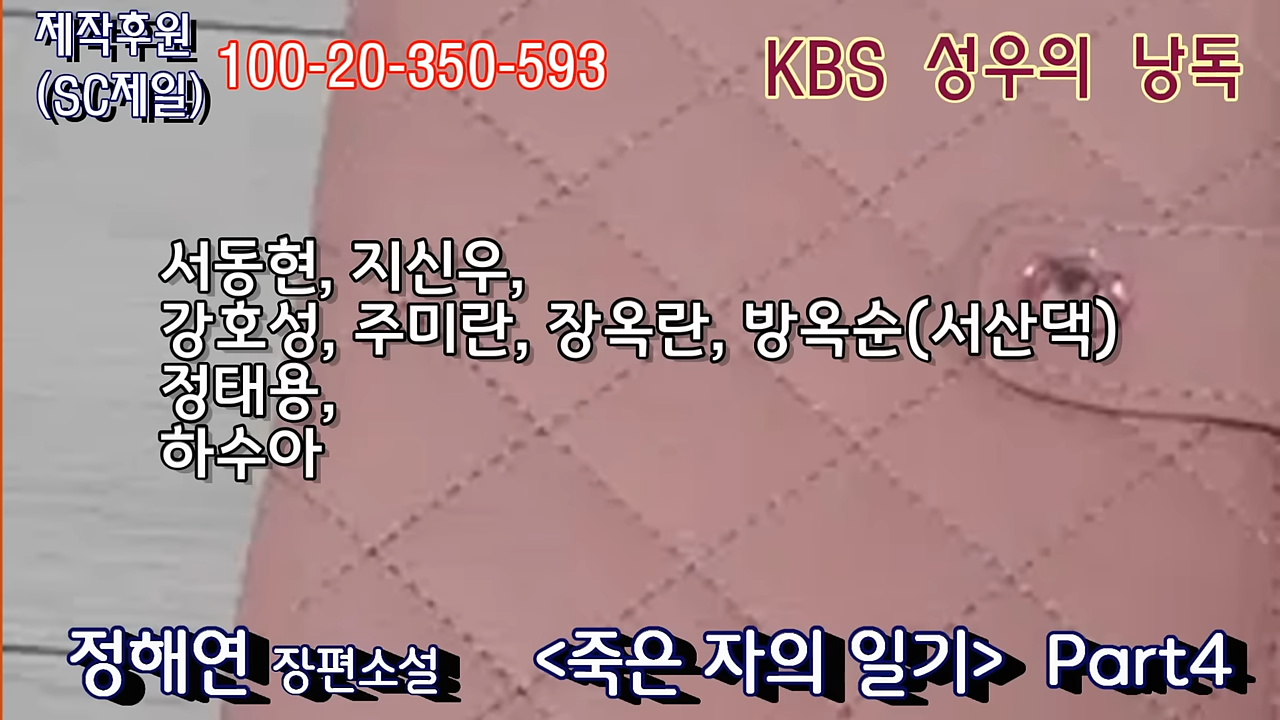 제작후원
(SC제일)
100-20-350-593
KBS 성우의 낭독
서동현, 지신우,
강호성, 주미란, 장옥란, 방옥순(서산댁)
정태용,
하수아
정해연 장편소설 <죽은 자의 일기> Part4